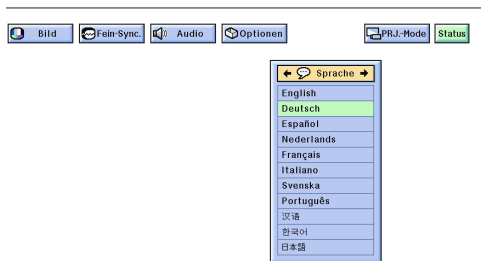 Bild Fein-Sync. Audio Optionen PRJ.-Mode Status
Sprache
English
Deutsch
Español
Nederlands
Français
Italiano
Svenska
Português
汉语
한국어
日本語